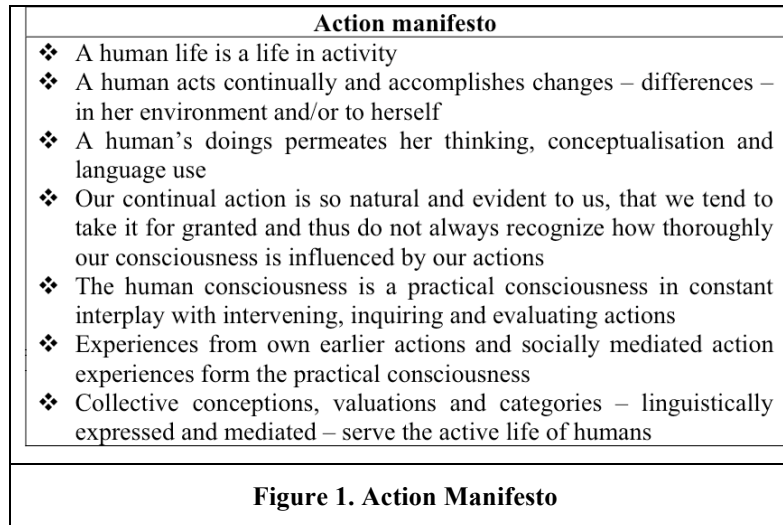 Action manifesto
❖ A human life is a life in activity
❖ A human acts continually and accomplishes changes – differences –
in her environment and/or to herself
❖ A human's doings permeates her thinking, conceptualisation and
language use
❖ Our continual action is so natural and evident to us, that we tend to
take it for granted and thus do not always recognize how thoroughly
our consciousness is influenced by our actions
❖ The human consciousness is a practical consciousness in constant
interplay with intervening, inquiring and evaluating actions
❖ Experiences from own earlier actions and socially mediated action
experiences form the practical consciousness
❖ Collective conceptions, valuations and categories – linguistically
expressed and mediated – serve the active life of humans
Figure 1. Action Manifesto